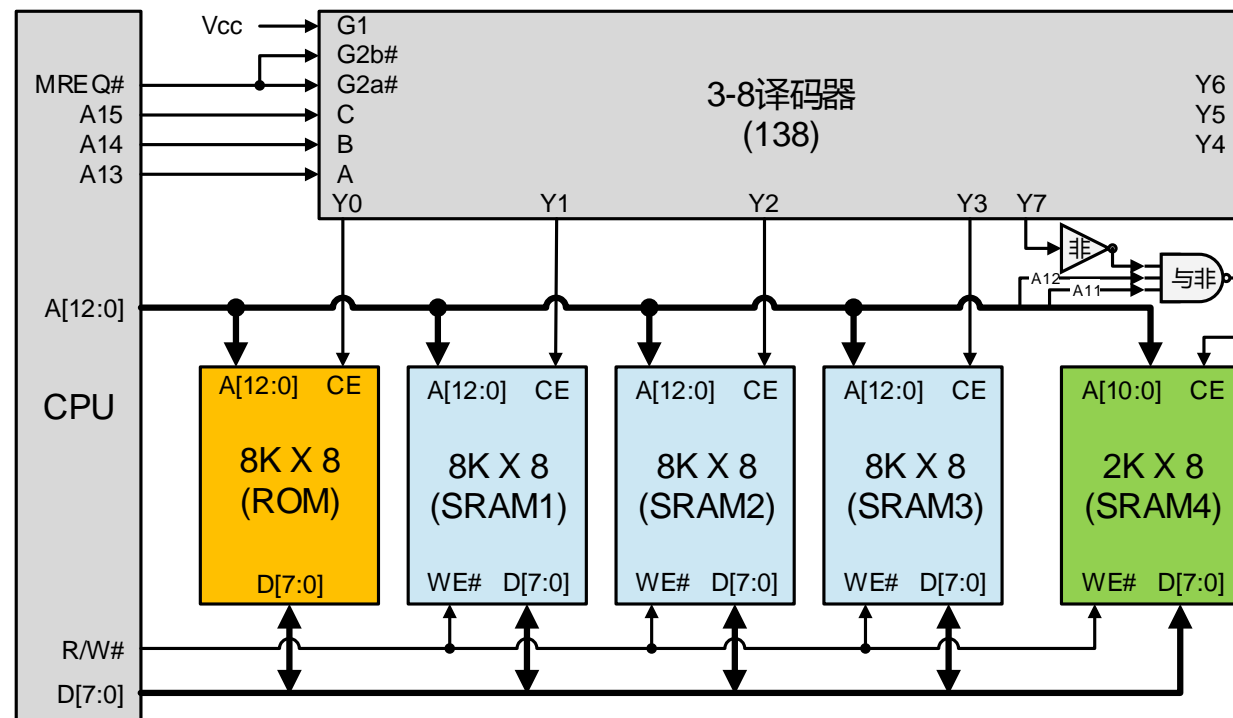 Vcc
G1
G2b#
MREQ#
G2a#
3-8译码器
Y6
A15
C
(138)
Y5
A14
B
Y4
A13
A
Y0
Y1
Y2
Y3
Y7
非
与非
A12
A11
A[12:0]
CPU
A[12:0] CE
8K X 8
(ROM)
D[7:0]
A[12:0] CE
8K X 8
(SRAM1)
WE# D[7:0]
A[12:0] CE
8K X 8
(SRAM2)
WE# D[7:0]
A[12:0] CE
8K X 8
(SRAM3)
WE# D[7:0]
A[10:0] CE
2K X 8
(SRAM4)
WE# D[7:0]
R/W#
D[7:0]